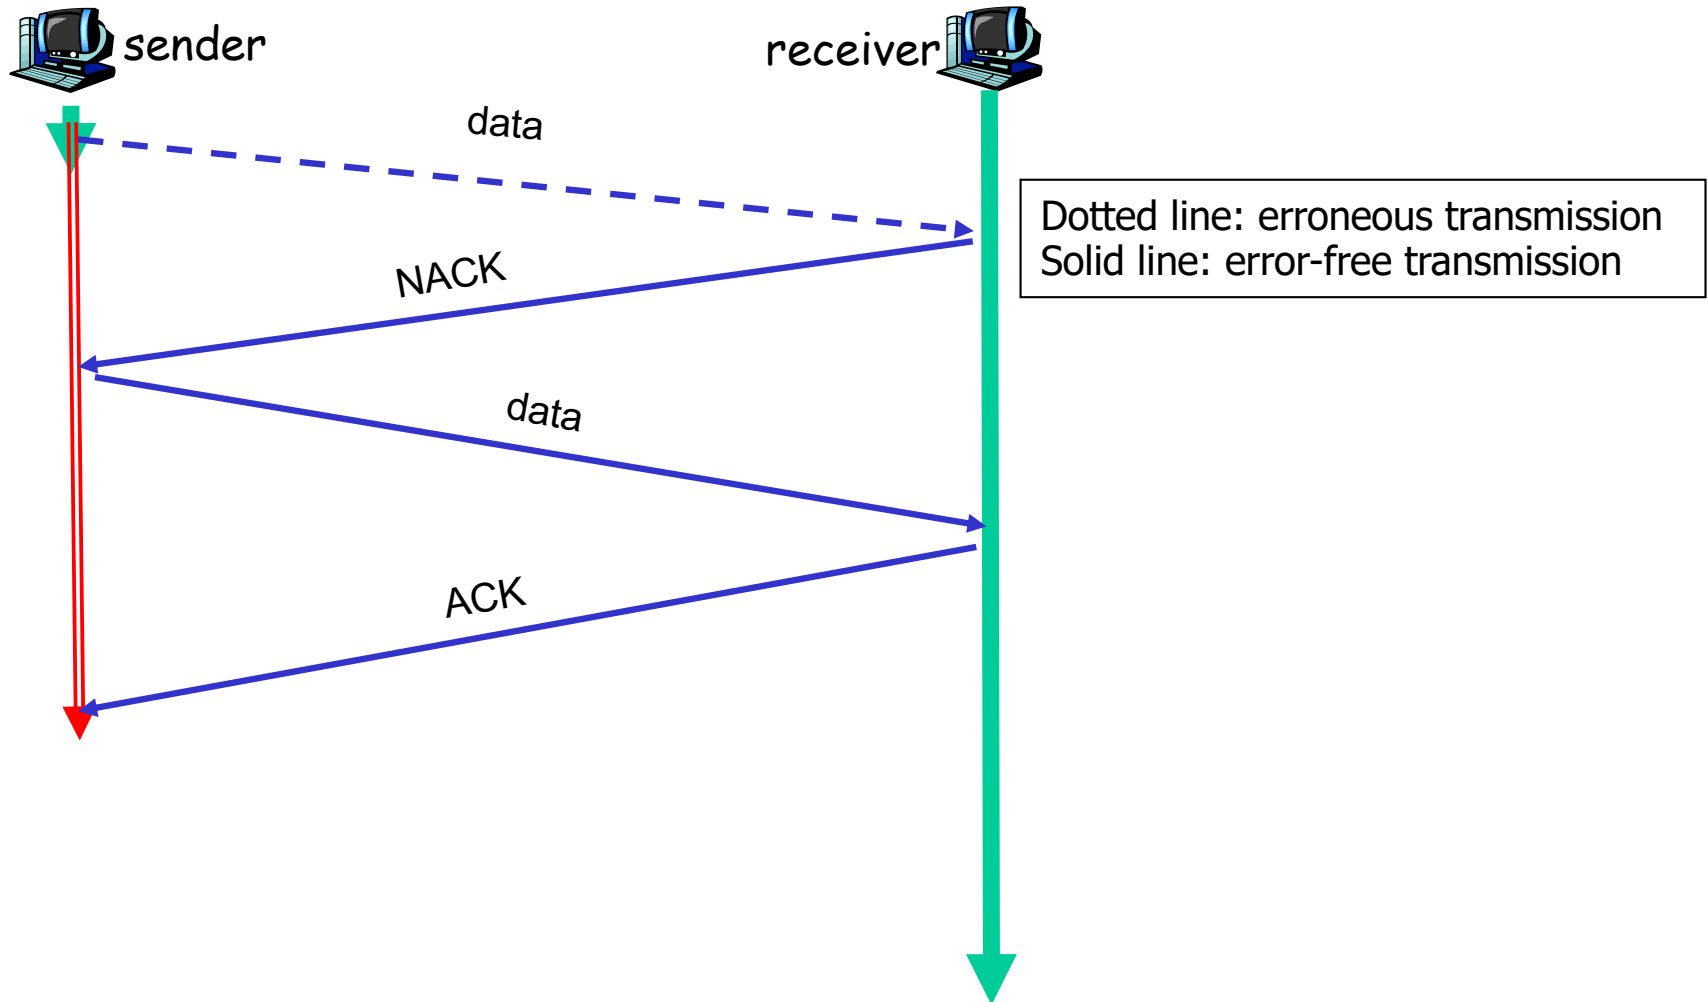 sender
receiver
data
Dotted line: erroneous transmission
Solid line: error-free transmission
NACK
data
ACK